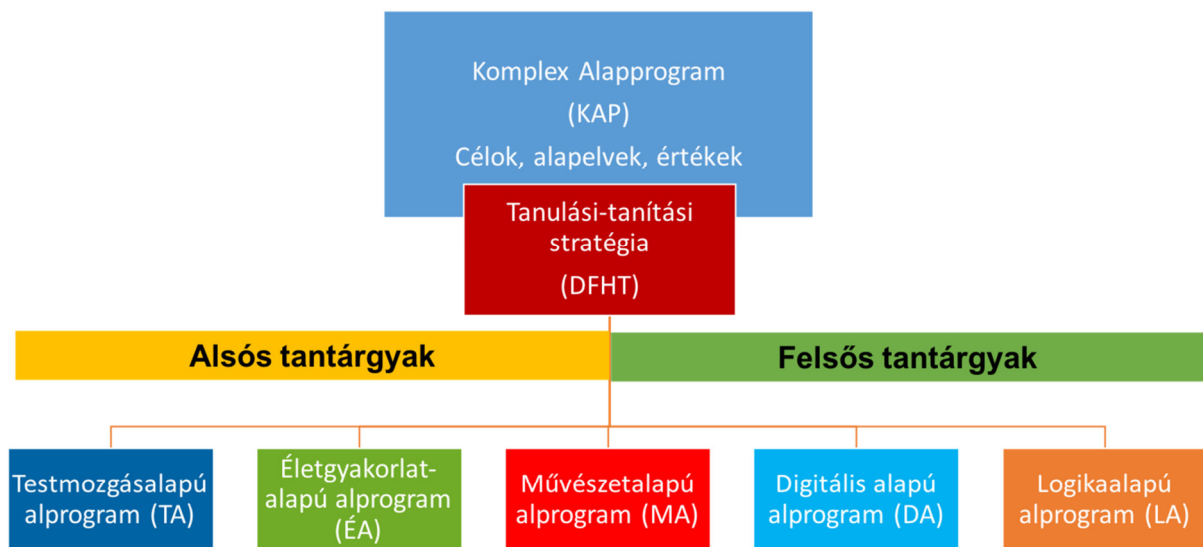 Komplex Alapprogram
(KAP)
Célok, alapelvek, értékek
Tanulási-tanítási
stratégia
(DFHT)
Alsós tantárgyak
Felsős tantárgyak
Testmozgásalapú
alprogram (TA)
Életgyakorlat-
alapú alprogram
(ÉA)
Művészetalapú
alprogram (MA)
Digitális alapú
alprogram (DA)
Logikaalapú
alprogram (LA)